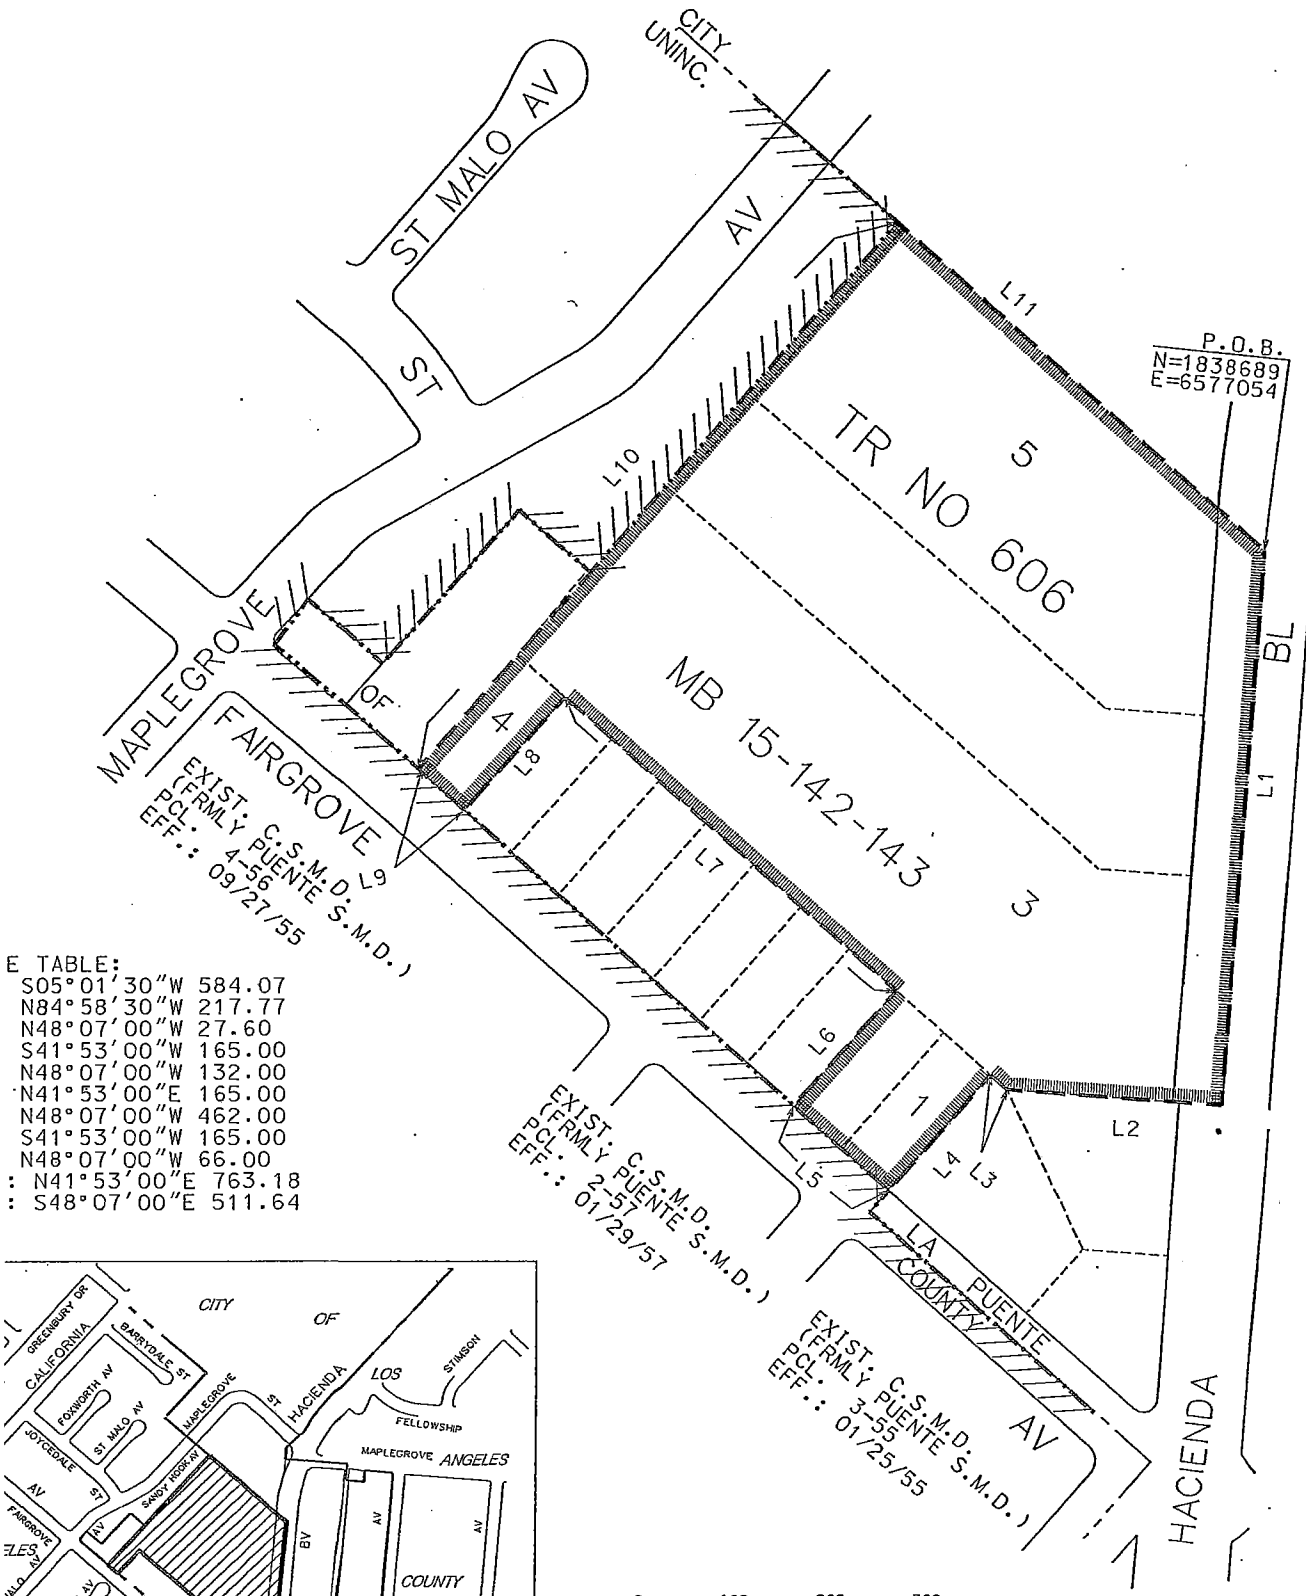 CITY
UNINC.
ST MALO AV
AV
ST
L11
P.O.B.
N=1838689
E=6577054
L10
5
TR NO 606
BL
MAPLEGROVE
OF
4
L8
MB 15-142-143
3
L1
FAIRGROVE
L7
L9
EXIST. C.S.M.D.
(FRMLY PUENTE S.M.D.)
PCL. 4-56
EFF.: 09/27/55
E TABLE:
S05°01'30"W 584.07
N84°58'30"W 217.77
N48°07'00"W 27.60
S41°53'00"W 165.00
N48°07'00"W 132.00
N41°53'00"E 165.00
N48°07'00"W 462.00
S41°53'00"W 165.00
N48°07'00"W 66.00
: N41°53'00"E 763.18
: S48°07'00"E 511.64
L6
1
L2
L4
L3
L5
EXIST. C.S.M.D.
(FRMLY PUENTE S.M.D.)
PCL. 2-57
EFF.: 01/29/57
LA PUENTE
COUNTY
EXIST. C.S.M.D.
(FRMLY PUENTE S.M.D.)
PCL. 3-55
EFF.: 01/25/55
AV
HACIENDA
CITY OF
GREENBURY DR
CALIFORNIA
BARRYDALE ST
FOXWORTH AV
ST MALO AV
MAPLEGROVE ST
HACIENDA
LOS
STIMSON
FELLOWSHIP
MAPLEGROVE
ANGELES
JOYCEDALE ST
AV
SANDY HOOK AV
FAIRGROVE
AV
BV
AV
AV
COUNTY